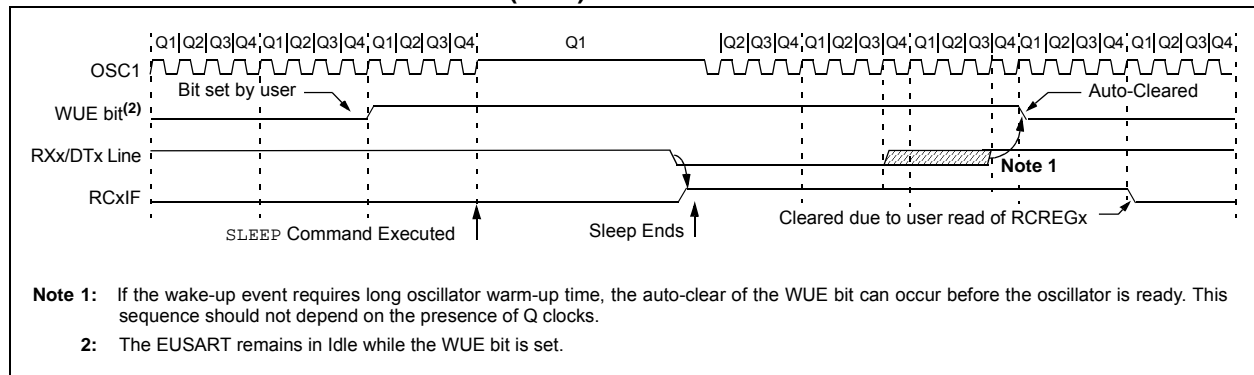 Q1 Q2 Q3 Q4 Q1 Q2 Q3 Q4 Q1 Q2 Q3 Q4 Q1 Q2 Q3 Q4 Q1 Q2 Q3 Q4 Q1 Q2 Q3 Q4 Q1 Q2 Q3 Q4 Q1 Q2 Q3 Q4
OSC1
Bit set by user
Auto-Cleared
WUE bit(2)
RXx/DTx Line
Note 1
RCxIF
Cleared due to user read of RCREGx
SLEEP Command Executed
Sleep Ends
Note 1: If the wake-up event requires long oscillator warm-up time, the auto-clear of the WUE bit can occur before the oscillator is ready. This
sequence should not depend on the presence of Q clocks.
2: The EUSART remains in Idle while the WUE bit is set.